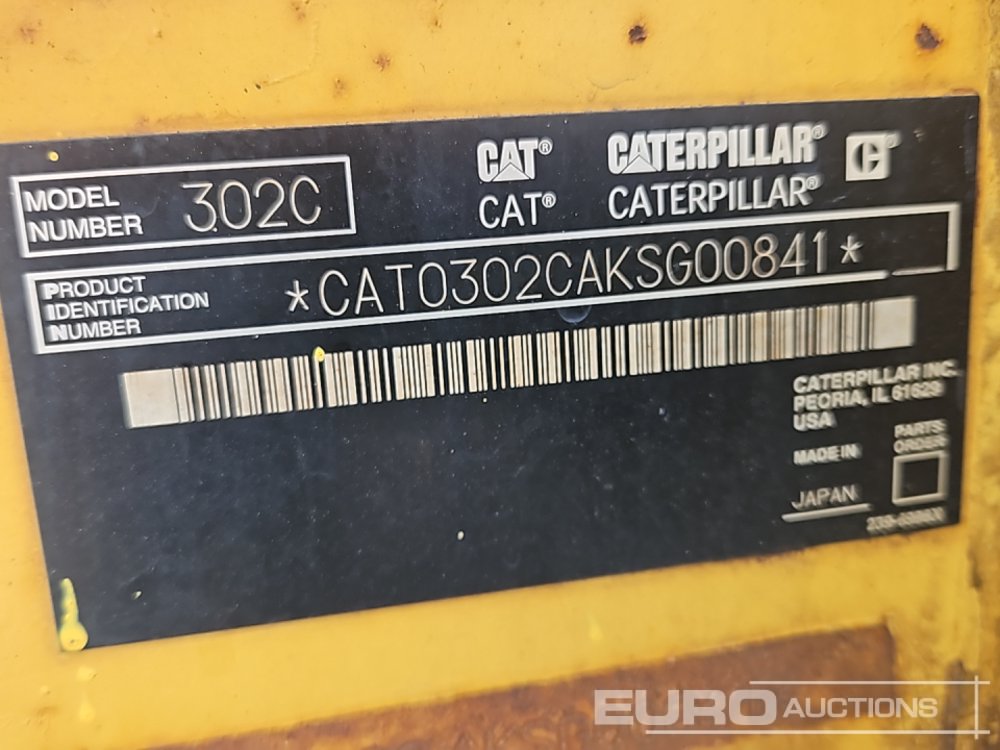 MODEL
NUMBER 302C
CAT® CATERPILLAR®
CAT® CATERPILLAR®
PRODUCT
IDENTIFICATION
NUMBER
*CAT0302CAKSG00841*
CATERPILLAR INC.
PEORIA, IL 61629
USA
MADE IN
JAPAN
PARTS
ORDER
EURO AUCTIONS